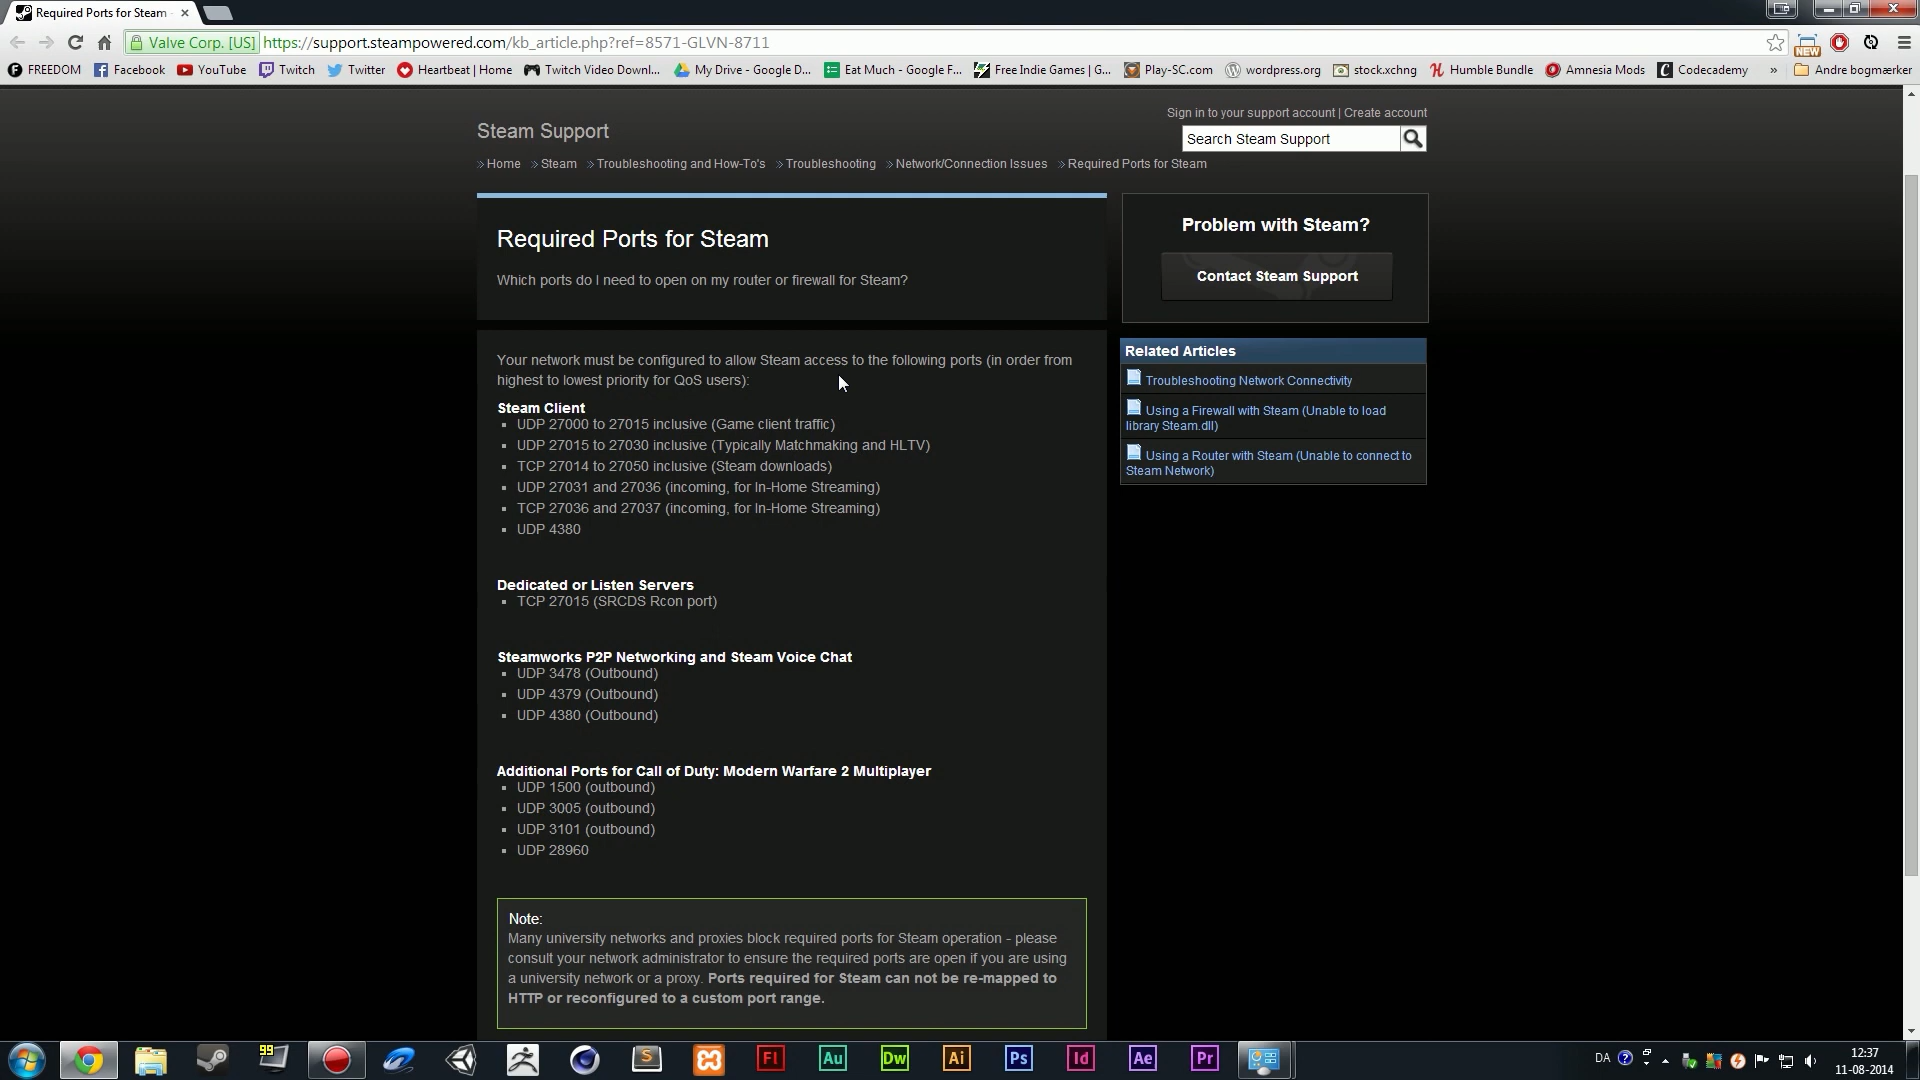 Required Ports for Steam
Valve Corp. [US] https://support.steampowered.com/kb_article.php?ref=8571-GLVN-8711
NEW
FREEDOM Facebook YouTube Twitch Twitter Heartbeat | Home Twitch Video Downl... My Drive - Google D... Eat Much - Google F... Free Indie Games | G... Play-SC.com wordpress.org stock.xchng Humble Bundle Amnesia Mods Codecademy » Andre bogmærker
Sign in to your support account | Create account
Steam Support
Search Steam Support
Home Steam Troubleshooting and How-To's Troubleshooting Network/Connection Issues Required Ports for Steam
Required Ports for Steam
Which ports do I need to open on my router or firewall for Steam?
Your network must be configured to allow Steam access to the following ports (in order from
highest to lowest priority for QoS users):
Steam Client
UDP 27000 to 27015 inclusive (Game client traffic)
UDP 27015 to 27030 inclusive (Typically Matchmaking and HLTV)
TCP 27014 to 27050 inclusive (Steam downloads)
UDP 27031 and 27036 (incoming, for In-Home Streaming)
TCP 27036 and 27037 (incoming, for In-Home Streaming)
UDP 4380
Dedicated or Listen Servers
TCP 27015 (SRCDS Rcon port)
Steamworks P2P Networking and Steam Voice Chat
UDP 3478 (Outbound)
UDP 4379 (Outbound)
UDP 4380 (Outbound)
Additional Ports for Call of Duty: Modern Warfare 2 Multiplayer
UDP 1500 (outbound)
UDP 3005 (outbound)
UDP 3101 (outbound)
UDP 28960
Note:
Many university networks and proxies block required ports for Steam operation - please
consult your network administrator to ensure the required ports are open if you are using
a university network or a proxy. Ports required for Steam can not be re-mapped to
HTTP or reconfigured to a custom port range.
Problem with Steam?
Contact Steam Support
Related Articles
Troubleshooting Network Connectivity
Using a Firewall with Steam (Unable to load
library Steam.dll)
Using a Router with Steam (Unable to connect to
Steam Network)
99 S Fl Au Dw Ai Ps Id Ae Pr
DA
12:37
11-08-2014